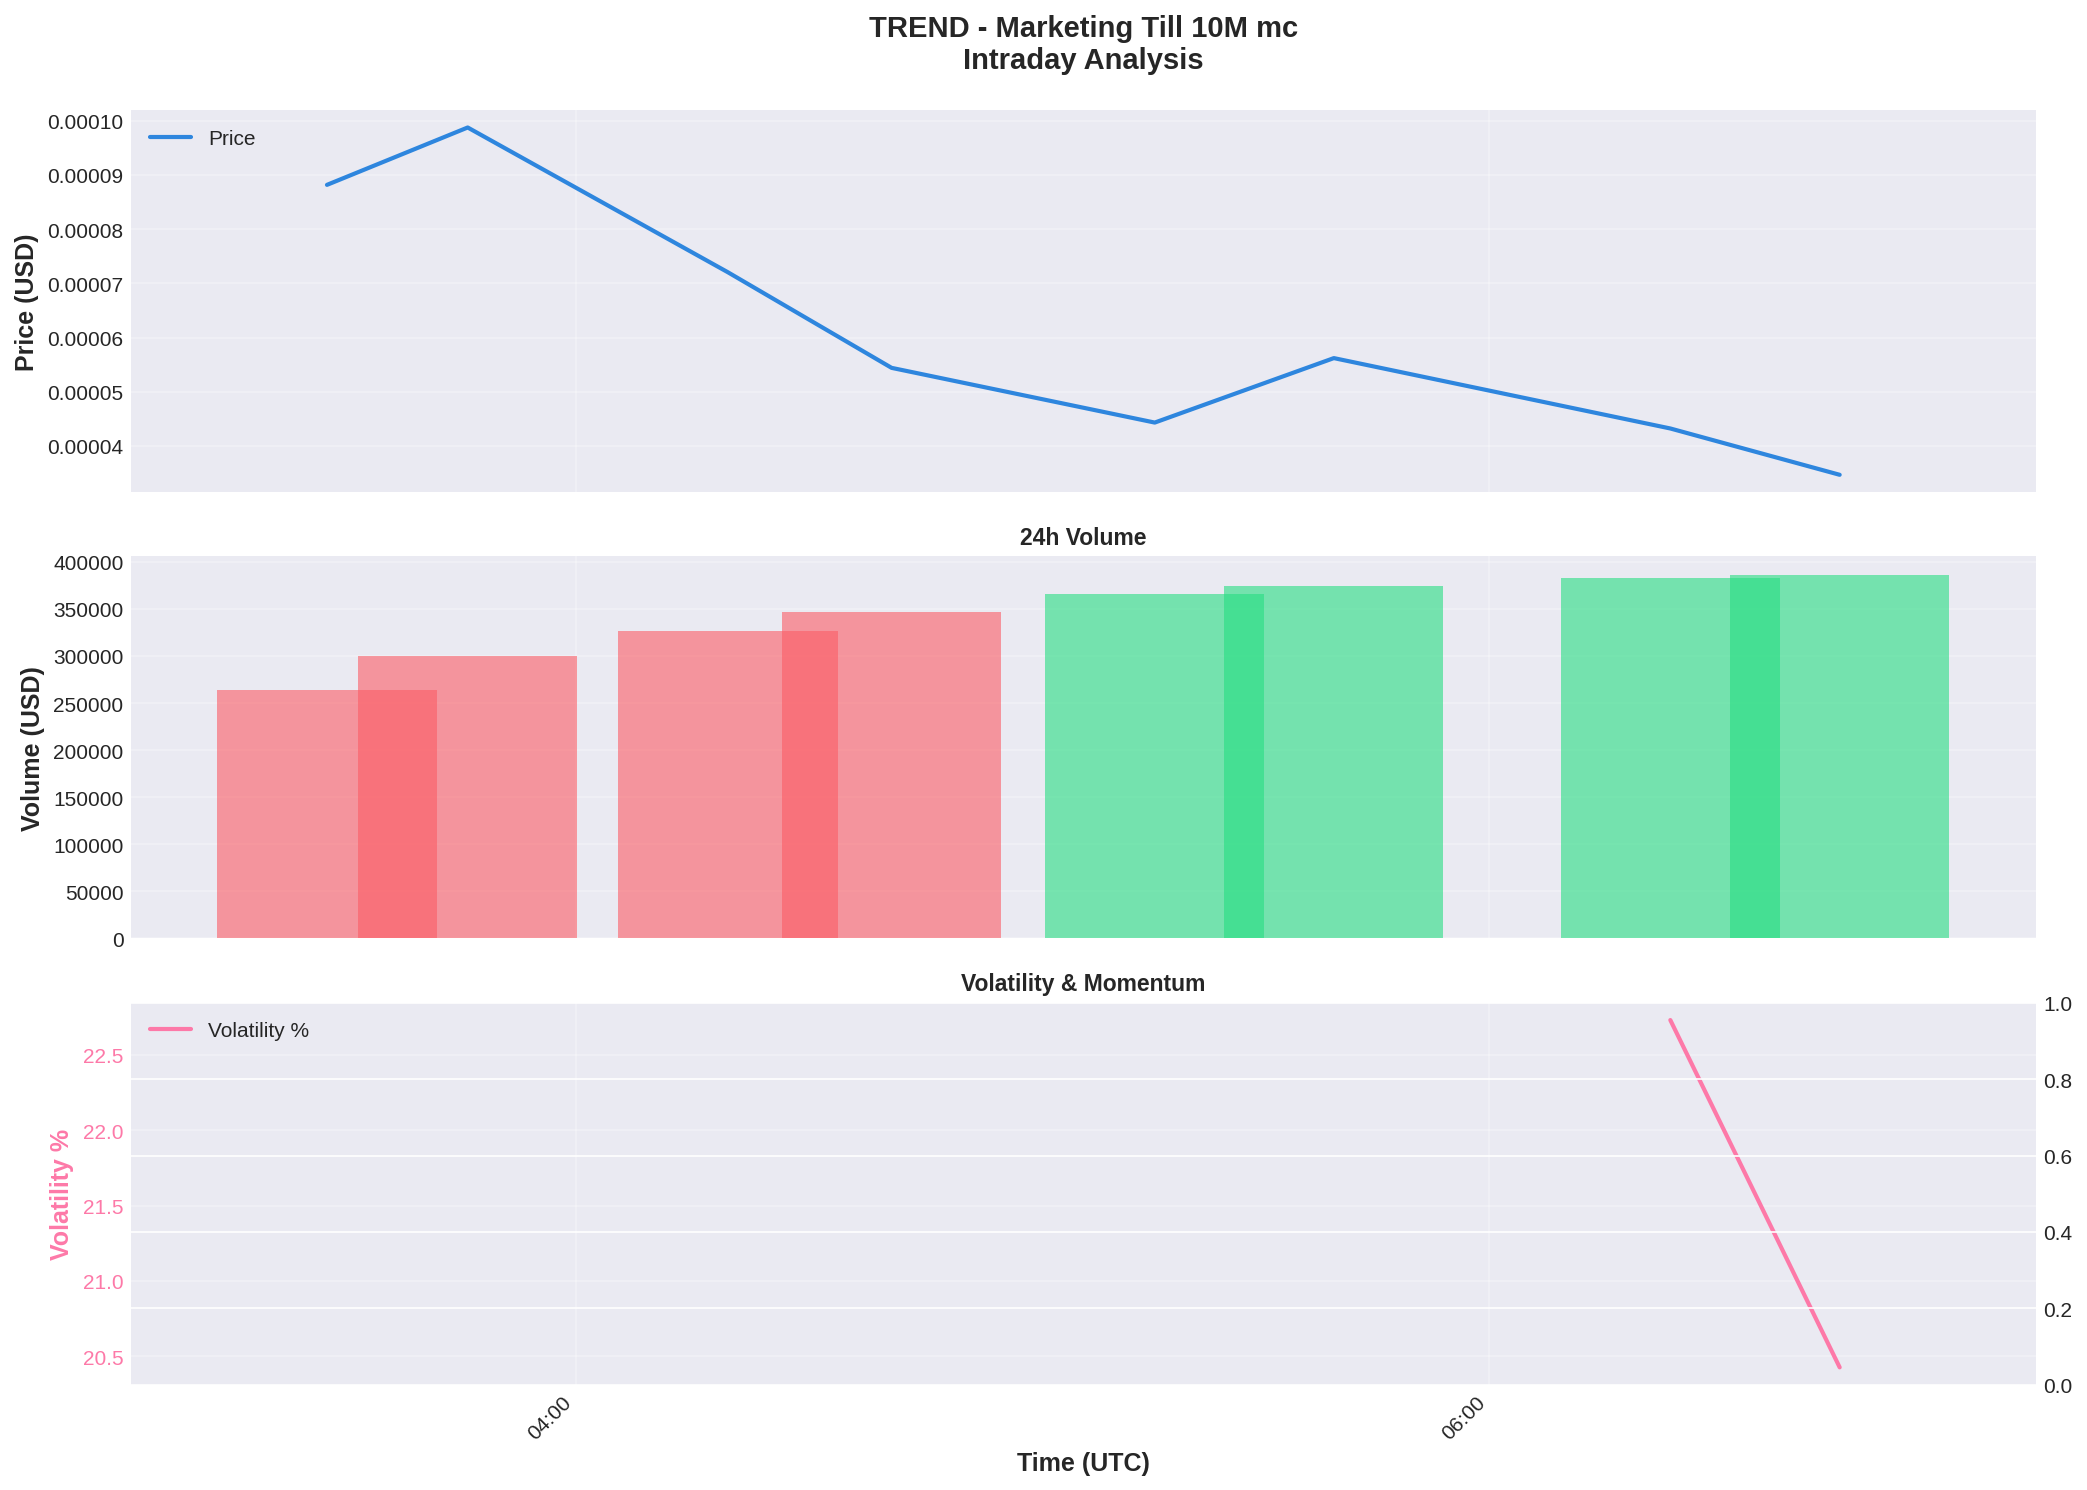 TREND - Marketing Till 10M mc
Intraday Analysis
Price
0.00010
0.00009
0.00008
0.00007
0.00006
0.00005
0.00004
Price (USD)
24h Volume
400000
350000
300000
250000
200000
150000
100000
50000
0
Volume (USD)
Volatility & Momentum
Volatility %
22.5
22.0
21.5
21.0
20.5
Volatility %
1.0
0.8
0.6
0.4
0.2
0.0
04:00
06:00
Time (UTC)